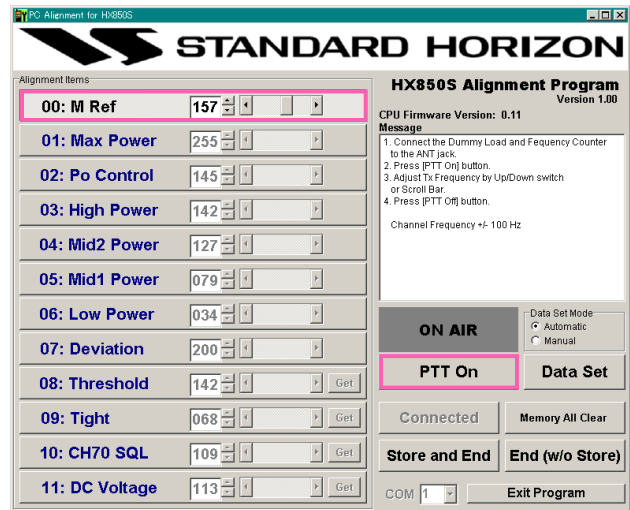 PC Alignment for HX850S
STANDARD HORIZON
Alignment Items
00: M Ref 157
01: Max Power 255
02: Po Control 145
03: High Power 142
04: Mid2 Power 127
05: Mid1 Power 079
06: Low Power 034
07: Deviation 200
08: Threshold 142 Get
09: Tight 068 Get
10: CH70 SQL 109 Get
11: DC Voltage 113 Get
HX850S Alignment Program
Version 1.00
CPU Firmware Version: 0.11
Message
1. Connect the Dummy Load and Fequency Counter
to the ANT jack.
2. Press [PTT On] button.
3. Adjust Tx Frequency by Up/Down switch
or Scroll Bar.
4. Press [PTT Off] button.
Channel Frequency +/- 100 Hz
ON AIR
Data Set Mode
Automatic
Manual
PTT On
Data Set
Connected
Memory All Clear
Store and End
End (w/o Store)
COM 1
Exit Program